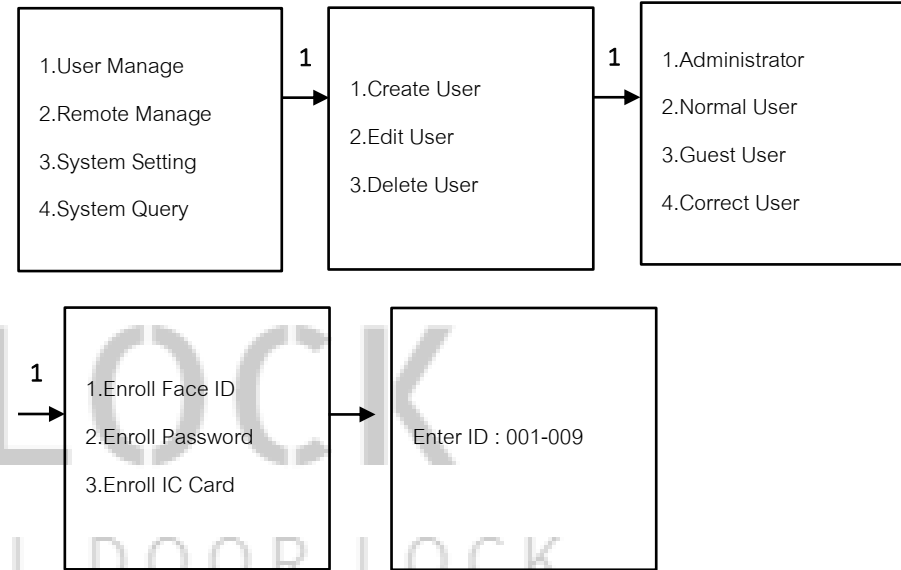 1.User Manage
2.Remote Manage
3.System Setting
4.System Query
1
1.Create User
2.Edit User
3.Delete User
1
1.Administrator
2.Normal User
3.Guest User
4.Correct User
1
1.Enroll Face ID
2.Enroll Password
3.Enroll IC Card
Enter ID : 001-009
LOCK
L DOOR LOCK